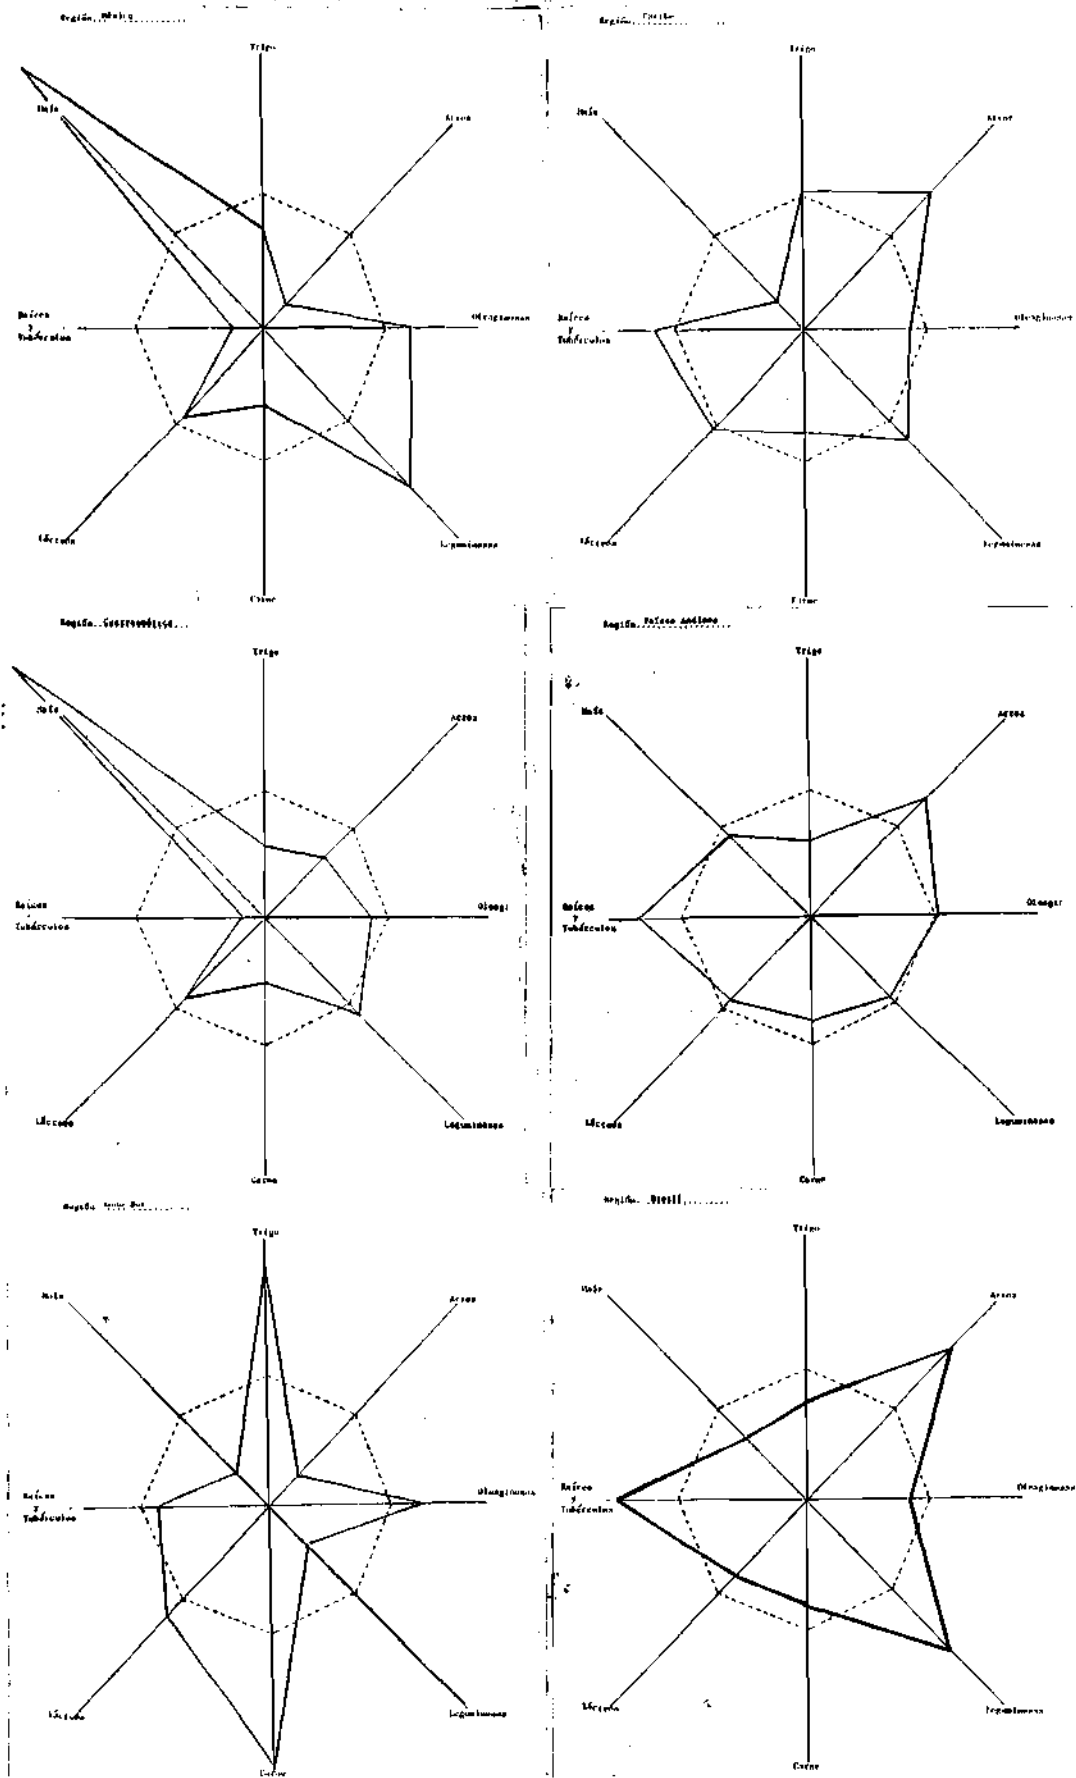 Región México
Trigo
Maíz
Arroz
Raíces
y
Tubérculos
Oleaginosas
Lácteos
Leguminosas
Carne
Región Caribe
Trigo
Maíz
Arroz
Raíces
y
Tubérculos
Oleaginosas
Lácteos
Leguminosas
Carne
Región Centroamérica
Trigo
Maíz
Arroz
Raíces
y
Tubérculos
Oleagi
Lácteos
Leguminosas
Carne
Región Países Andinos
Trigo
Maíz
Arroz
Raíces
y
Tubérculos
Oleagi
Lácteos
Leguminosas
Carne
Región Cono Sur
Trigo
Maíz
Arroz
Raíces
y
Tubérculos
Oleaginosas
Lácteos
Leguminosas
Carne
Región Brasil
Trigo
Maíz
Arroz
Raíces
y
Tubérculos
Oleaginosas
Lácteos
Leguminosas
Carne